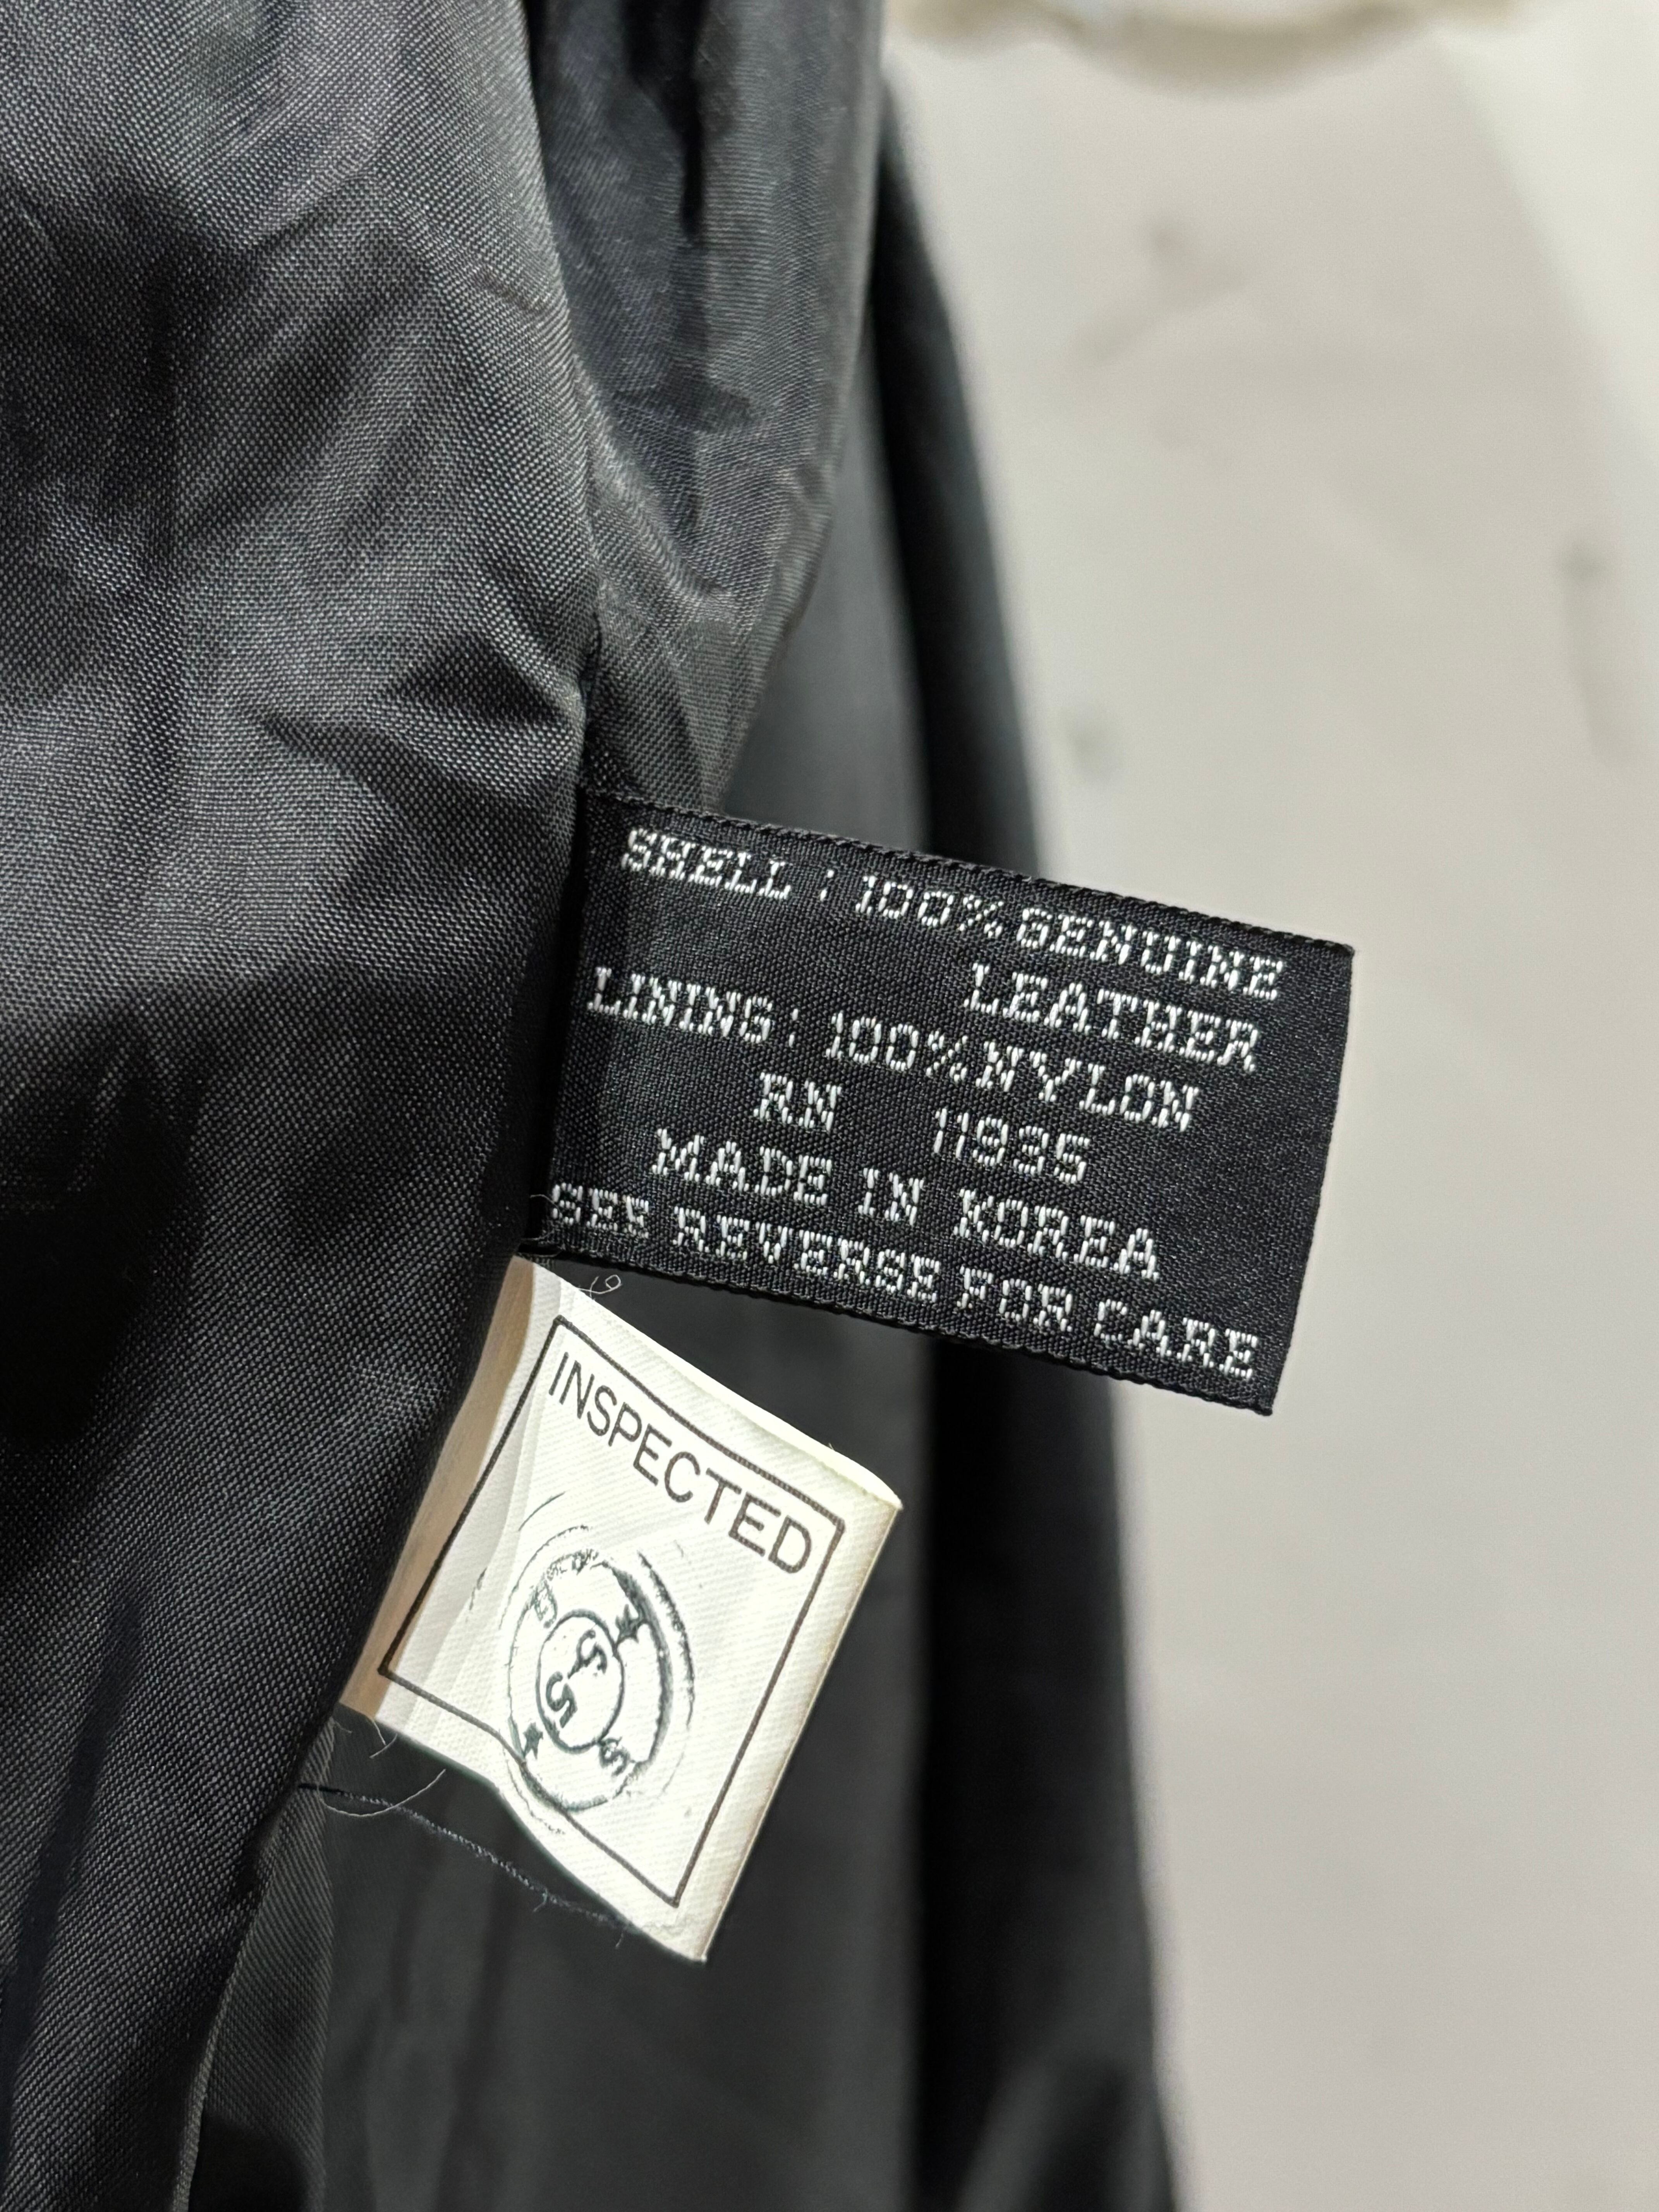 SHELL : 100% GENUINE
LEATHER
LINING : 100% NYLON
RN 11935
MADE IN KOREA
SEE REVERSE FOR CARE
INSPECTED